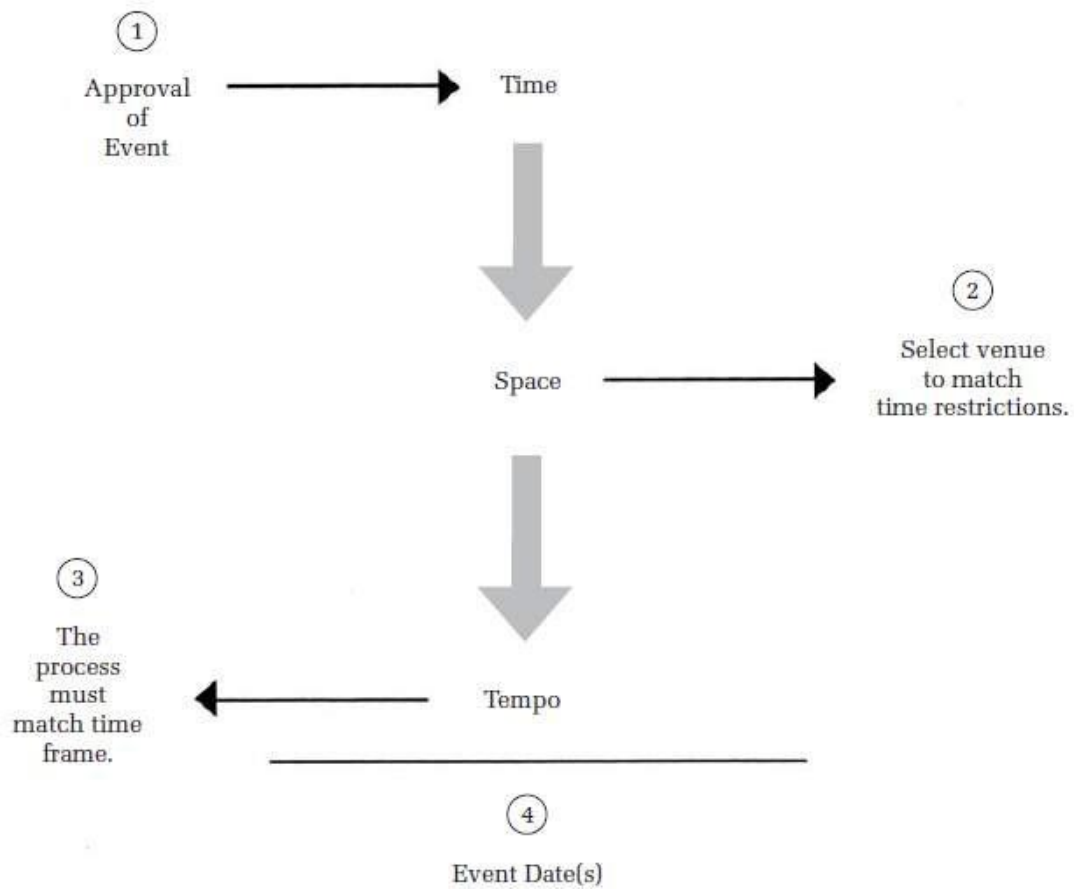 1
Approval
of
Event
Time
Space
2
Select venue
to match
time restrictions.
3
The
process
must
match time
frame.
Tempo
4
Event Date(s)